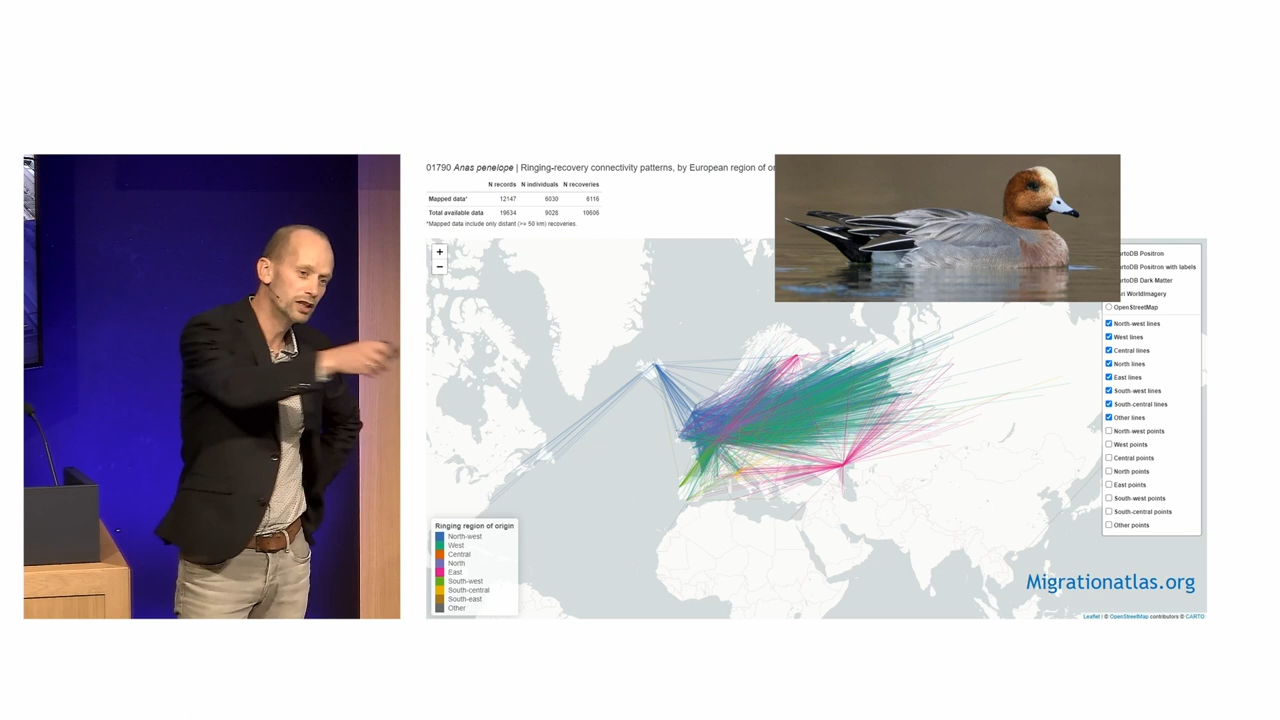 01790 Anas penelope | Ringing-recovery connectivity patterns, by European region of
N records N individuals N recoveries
Mapped data* 12147 6030 6116
Total available data 19634 9028 10606
*Mapped data include only distant (>= 50 km) recoveries.
+
−
artoDB Positron
artoDB Positron with labels
artoDB Dark Matter
ri WorldImagery
OpenStreetMap
North-west lines
West lines
Central lines
North lines
East lines
South-west lines
South-central lines
Other lines
North-west points
West points
Central points
North points
East points
South-west points
South-central points
Other points
Ringing region of origin
North-west
West
Central
North
East
South-west
South-central
South-east
Other
Migrationatlas.org
Leaflet | © OpenStreetMap contributors © CARTO